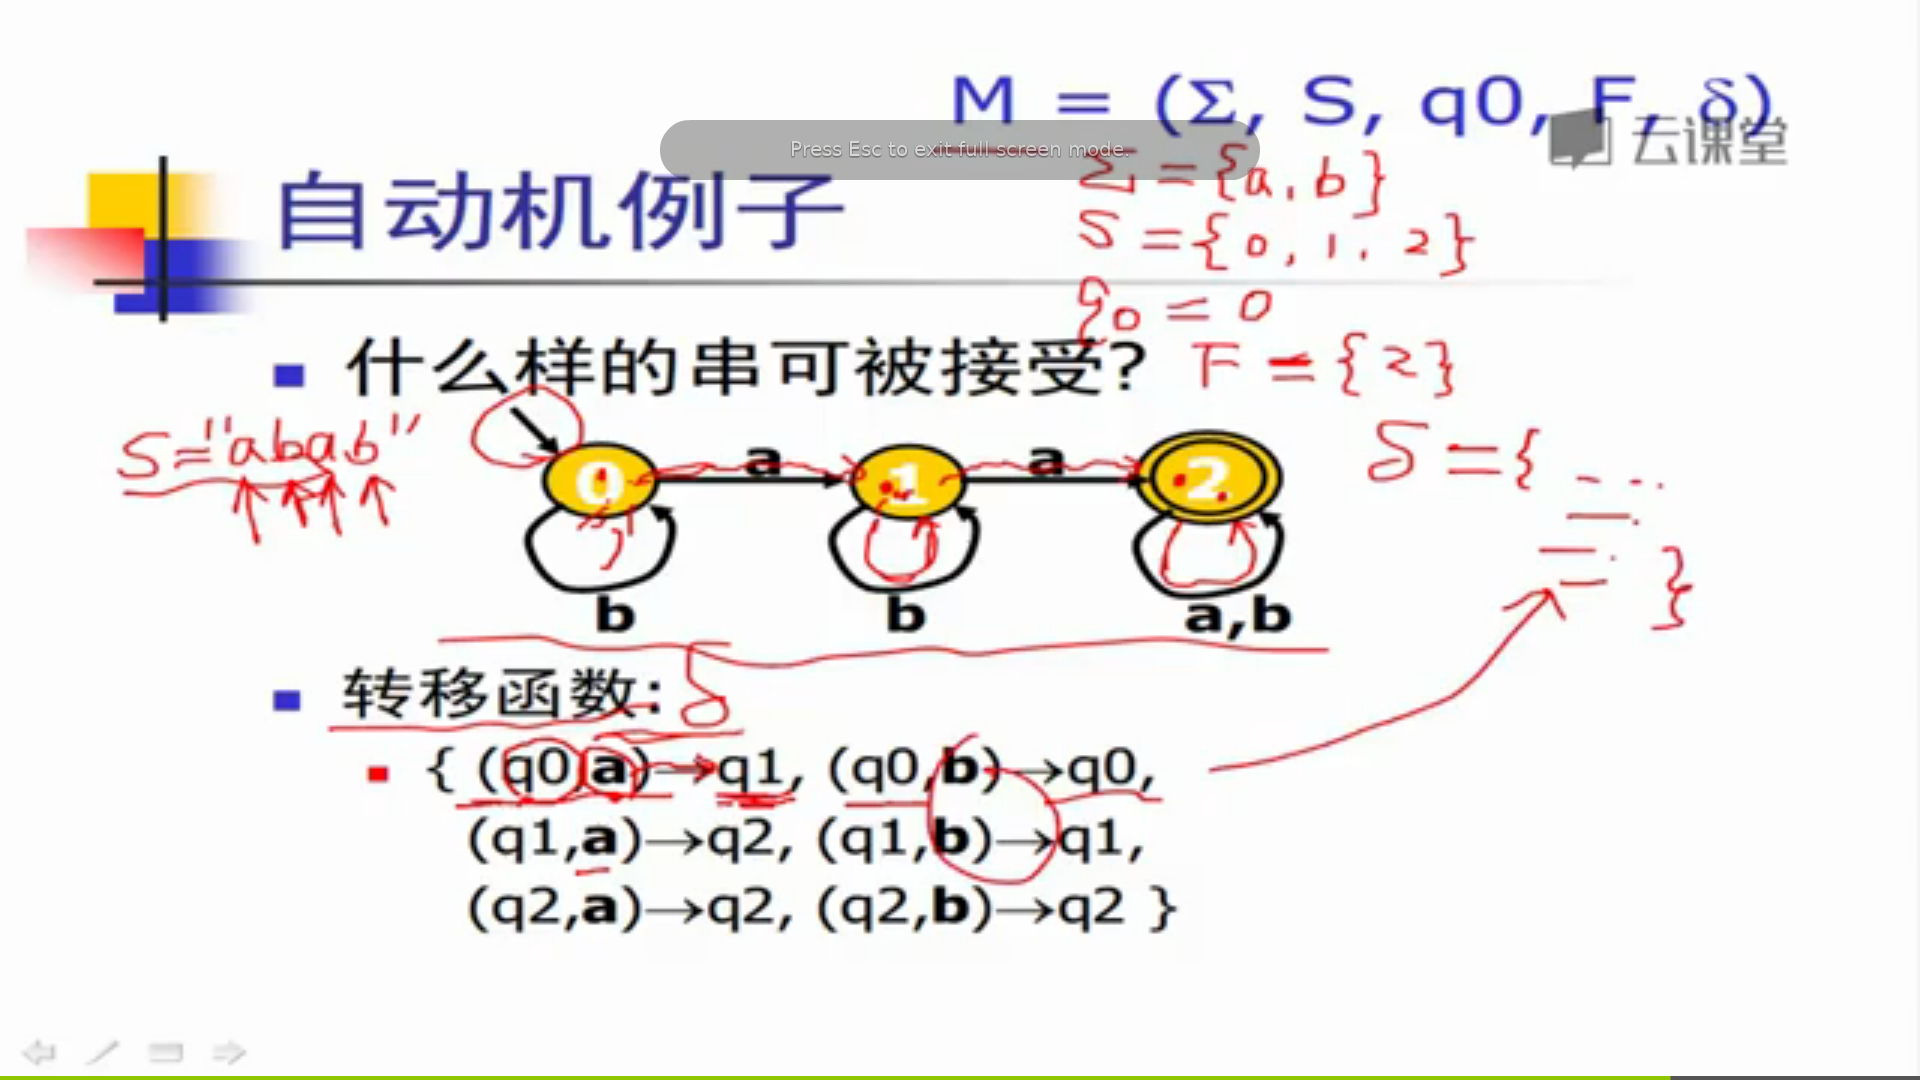 M = (Σ, S, q0, F, δ)
云课堂
Press Esc to exit full screen mode.
Σ = {a, b}
自动机例子
S = {0, 1, 2}
q0 = 0
什么样的串可被接受?
F = {2}
S="abab"
δ = {
0 a 1 a 2
}
b b a,b
转移函数: δ
{ (q0,a)→q1, (q0,b)→q0,
(q1,a)→q2, (q1,b)→q1,
(q2,a)→q2, (q2,b)→q2 }